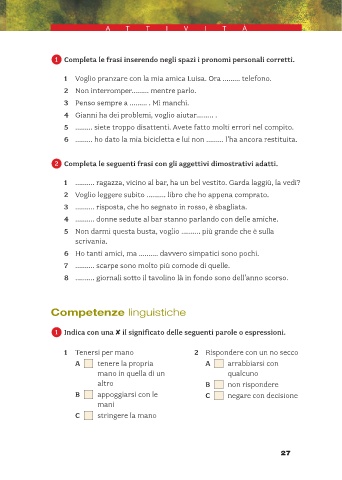 ATTIVITÀ
1 Completa le frasi inserendo negli spazi i pronomi personali corretti.
1 Voglio pranzare con la mia amica Luisa. Ora ......... telefono.
2 Non interromper......... mentre parlo.
3 Penso sempre a ......... . Mi manchi.
4 Gianni ha dei problemi, voglio aiutar......... .
5 ......... siete troppo disattenti. Avete fatto molti errori nel compito.
6 ......... ho dato la mia bicicletta e lui non ......... l'ha ancora restituita.
2 Completa le seguenti frasi con gli aggettivi dimostrativi adatti.
1 .......... ragazza, vicino al bar, ha un bel vestito. Garda laggiù, la vedi?
2 Voglio leggere subito .......... libro che ho appena comprato.
3 .......... risposta, che ho segnato in rosso, è sbagliata.
4 .......... donne sedute al bar stanno parlando con delle amiche.
5 Non darmi questa busta, voglio .......... più grande che è sulla
scrivania.
6 Ho tanti amici, ma .......... davvero simpatici sono pochi.
7 .......... scarpe sono molto più comode di quelle.
8 .......... giornali sotto il tavolino là in fondo sono dell'anno scorso.
Competenze linguistiche
1 Indica con una ✘ il significato delle seguenti parole o espressioni.
1 Tenersi per mano
A tenere la propria
mano in quella di un
altro
B appoggiarsi con le
mani
C stringere la mano
2 Rispondere con un no secco
A arrabbiarsi con
qualcuno
B non rispondere
C negare con decisione
27